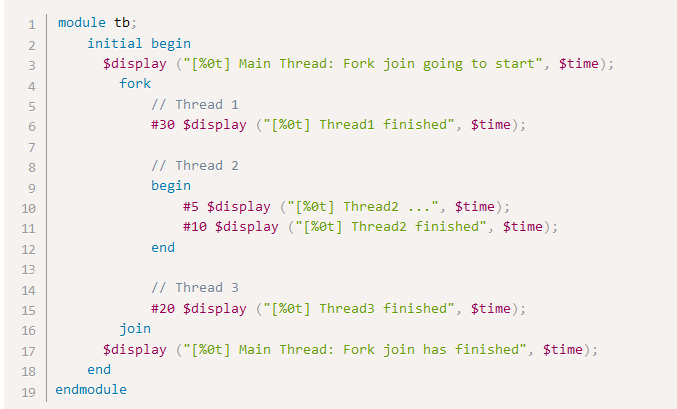 1 module tb;
2     initial begin
3       $display ("[%0t] Main Thread: Fork join going to start", $time);
4         fork
5             // Thread 1
6             #30 $display ("[%0t] Thread1 finished", $time);
7
8             // Thread 2
9             begin
10                 #5 $display ("[%0t] Thread2 ...", $time);
11                 #10 $display ("[%0t] Thread2 finished", $time);
12             end
13
14             // Thread 3
15             #20 $display ("[%0t] Thread3 finished", $time);
16         join
17       $display ("[%0t] Main Thread: Fork join has finished", $time);
18     end
19 endmodule